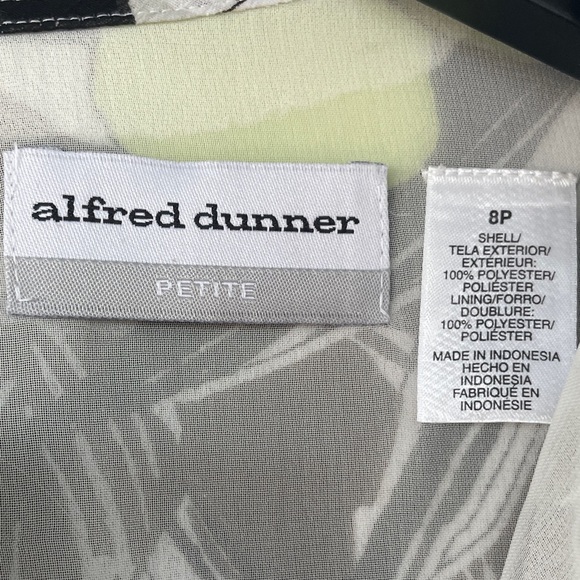 alfred dunner
PETITE
8P
SHELL/
TELA EXTERIOR/
EXTÉRIEUR:
100% POLYESTER/
POLIÉSTER
LINING/FORRO/
DOUBLURE:
100% POLYESTER/
POLIÉSTER
MADE IN INDONESIA
HECHO EN
INDONESIA
FABRIQUÉ EN
INDONÉSIE